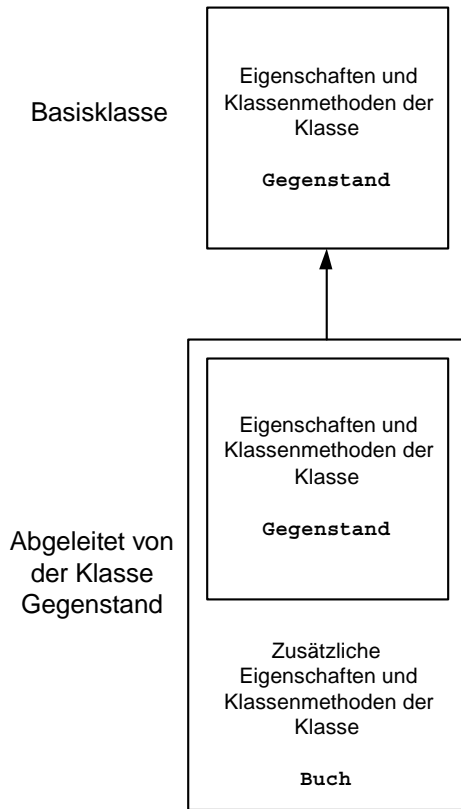 Basisklasse
Eigenschaften und
Klassenmethoden der
Klasse
Gegenstand
Abgeleitet von
der Klasse
Gegenstand
Eigenschaften und
Klassenmethoden der
Klasse
Gegenstand
Zusätzliche
Eigenschaften und
Klassenmethoden der
Klasse
Buch